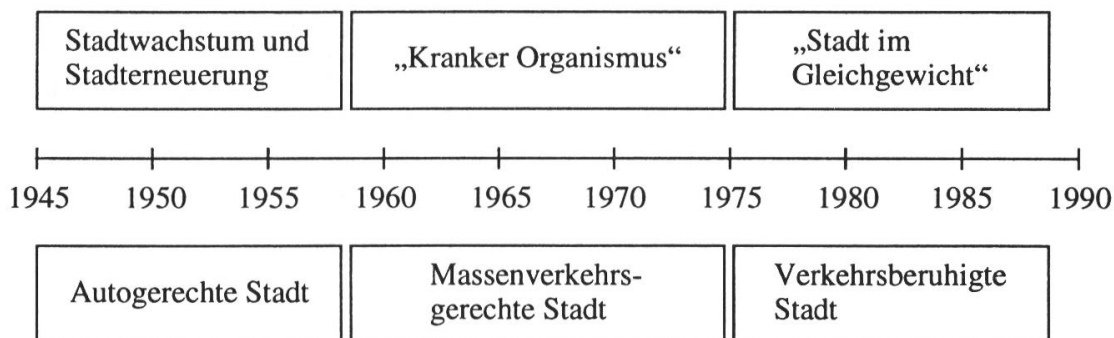 Stadtwachstum und
Stadterneuerung
„Kranker Organismus“
„Stadt im
Gleichgewicht“
1945 1950 1955 1960 1965 1970 1975 1980 1985 1990
Autogerechte Stadt
Massenverkehrs-
gerechte Stadt
Verkehrsberuhigte
Stadt